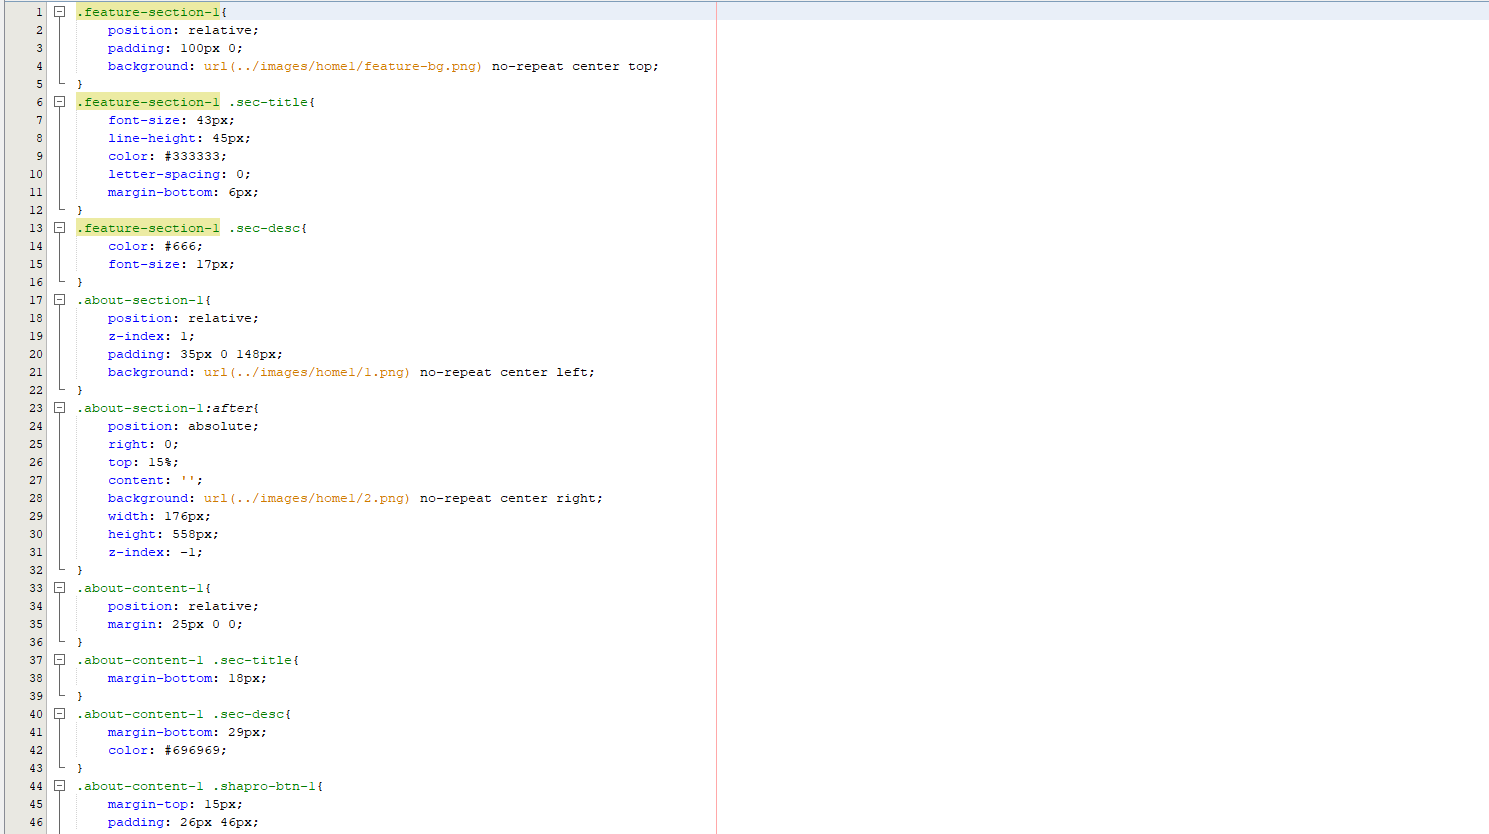 1 .feature-section-1{
2 position: relative;
3 padding: 100px 0;
4 background: url(../images/home1/feature-bg.png) no-repeat center top;
5 }
6 .feature-section-1 .sec-title{
7 font-size: 43px;
8 line-height: 45px;
9 color: #333333;
10 letter-spacing: 0;
11 margin-bottom: 6px;
12 }
13 .feature-section-1 .sec-desc{
14 color: #666;
15 font-size: 17px;
16 }
17 .about-section-1{
18 position: relative;
19 z-index: 1;
20 padding: 35px 0 148px;
21 background: url(../images/home1/1.png) no-repeat center left;
22 }
23 .about-section-1:after{
24 position: absolute;
25 right: 0;
26 top: 15%;
27 content: '';
28 background: url(../images/home1/2.png) no-repeat center right;
29 width: 176px;
30 height: 558px;
31 z-index: -1;
32 }
33 .about-content-1{
34 position: relative;
35 margin: 25px 0 0;
36 }
37 .about-content-1 .sec-title{
38 margin-bottom: 18px;
39 }
40 .about-content-1 .sec-desc{
41 margin-bottom: 29px;
42 color: #696969;
43 }
44 .about-content-1 .shapro-btn-1{
45 margin-top: 15px;
46 padding: 26px 46px;